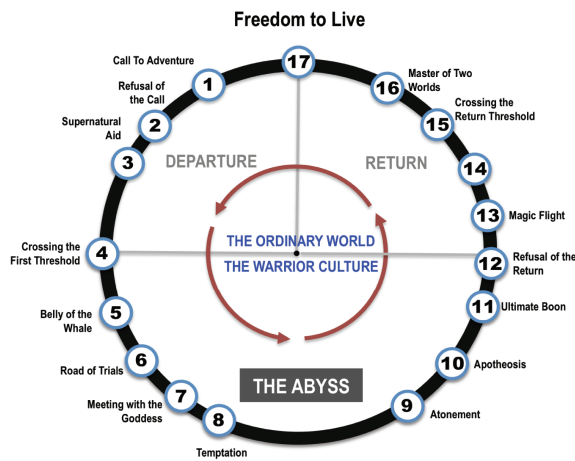 Freedom to Live
17
Call To Adventure
1
16
Master of Two
Worlds
Refusal of
the Call
2
15
Crossing the
Return Threshold
Supernatural
Aid
3
14
DEPARTURE
RETURN
13
Magic Flight
Crossing the
First Threshold
4
THE ORDINARY WORLD
THE WARRIOR CULTURE
12
Refusal of the
Return
Belly of the
Whale
5
11
Ultimate Boon
Road of Trials
6
10
Apotheosis
Meeting with the
Goddess
7
THE ABYSS
9
Atonement
8
Temptation